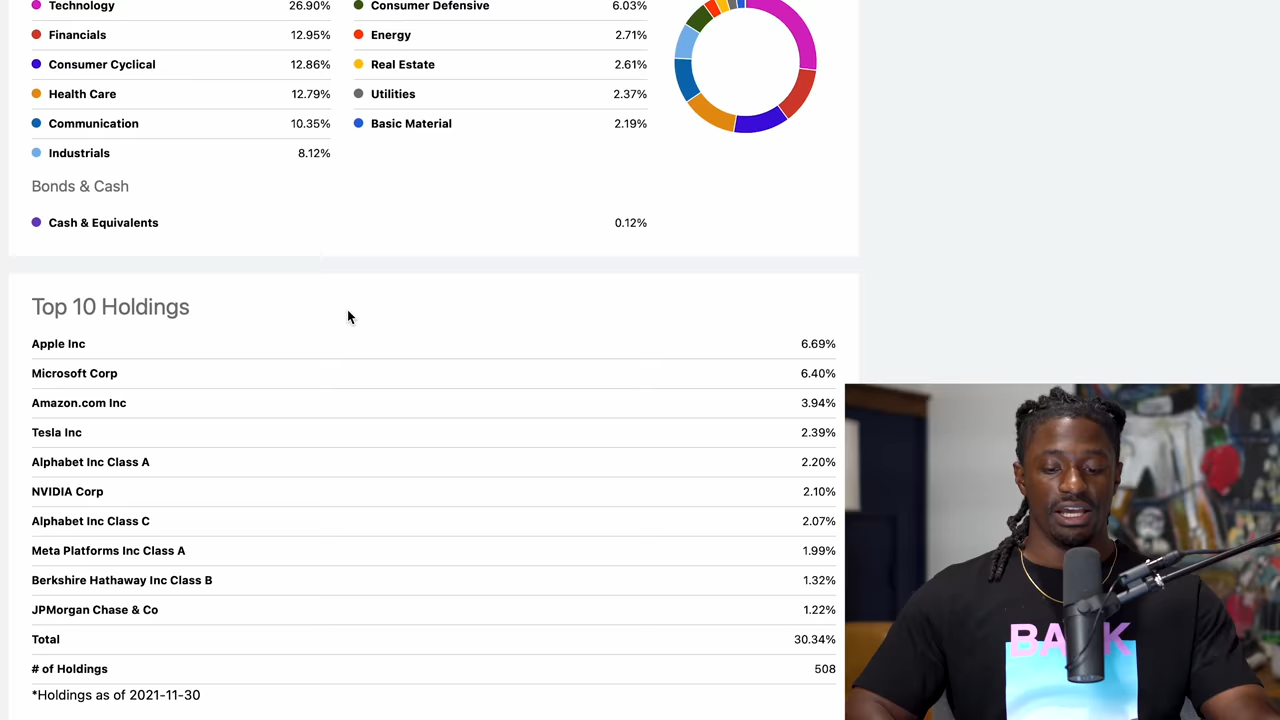 Technology 26.90% Consumer Defensive 6.03%
Financials 12.95% Energy 2.71%
Consumer Cyclical 12.86% Real Estate 2.61%
Health Care 12.79% Utilities 2.37%
Communication 10.35% Basic Material 2.19%
Industrials 8.12%
Bonds & Cash
Cash & Equivalents 0.12%
Top 10 Holdings
Apple Inc 6.69%
Microsoft Corp 6.40%
Amazon.com Inc 3.94%
Tesla Inc 2.39%
Alphabet Inc Class A 2.20%
NVIDIA Corp 2.10%
Alphabet Inc Class C 2.07%
Meta Platforms Inc Class A 1.99%
Berkshire Hathaway Inc Class B 1.32%
JPMorgan Chase & Co 1.22%
Total 30.34%
# of Holdings 508
*Holdings as of 2021-11-30